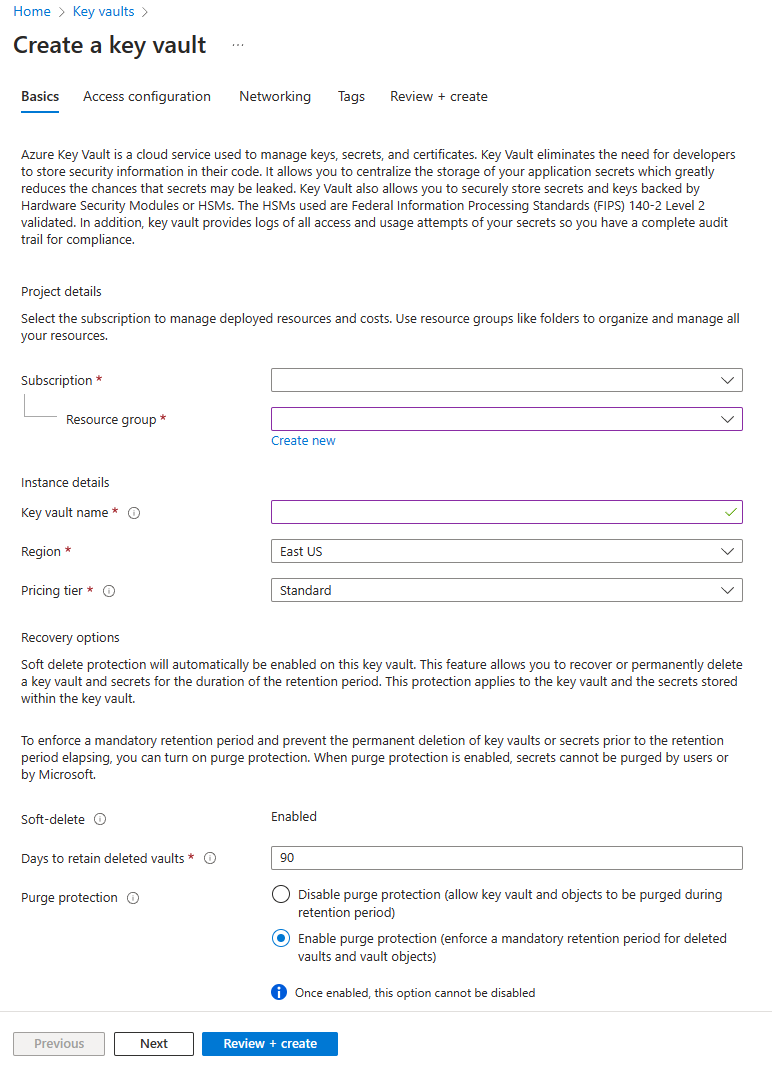 Home > Key vaults >
Create a key vault ...
Basics Access configuration Networking Tags Review + create
Azure Key Vault is a cloud service used to manage keys, secrets, and certificates. Key Vault eliminates the need for developers
to store security information in their code. It allows you to centralize the storage of your application secrets which greatly
reduces the chances that secrets may be leaked. Key Vault also allows you to securely store secrets and keys backed by
Hardware Security Modules or HSMs. The HSMs used are Federal Information Processing Standards (FIPS) 140-2 Level 2
validated. In addition, key vault provides logs of all access and usage attempts of your secrets so you have a complete audit
trail for compliance.
Project details
Select the subscription to manage deployed resources and costs. Use resource groups like folders to organize and manage all
your resources.
Subscription *
Resource group *
Create new
Instance details
Key vault name *
Region * East US
Pricing tier * Standard
Recovery options
Soft delete protection will automatically be enabled on this key vault. This feature allows you to recover or permanently delete
a key vault and secrets for the duration of the retention period. This protection applies to the key vault and the secrets stored
within the key vault.
To enforce a mandatory retention period and prevent the permanent deletion of key vaults or secrets prior to the retention
period elapsing, you can turn on purge protection. When purge protection is enabled, secrets cannot be purged by users or
by Microsoft.
Soft-delete Enabled
Days to retain deleted vaults * 90
Purge protection Disable purge protection (allow key vault and objects to be purged during
retention period)
Enable purge protection (enforce a mandatory retention period for deleted
vaults and vault objects)
Once enabled, this option cannot be disabled
Previous Next Review + create